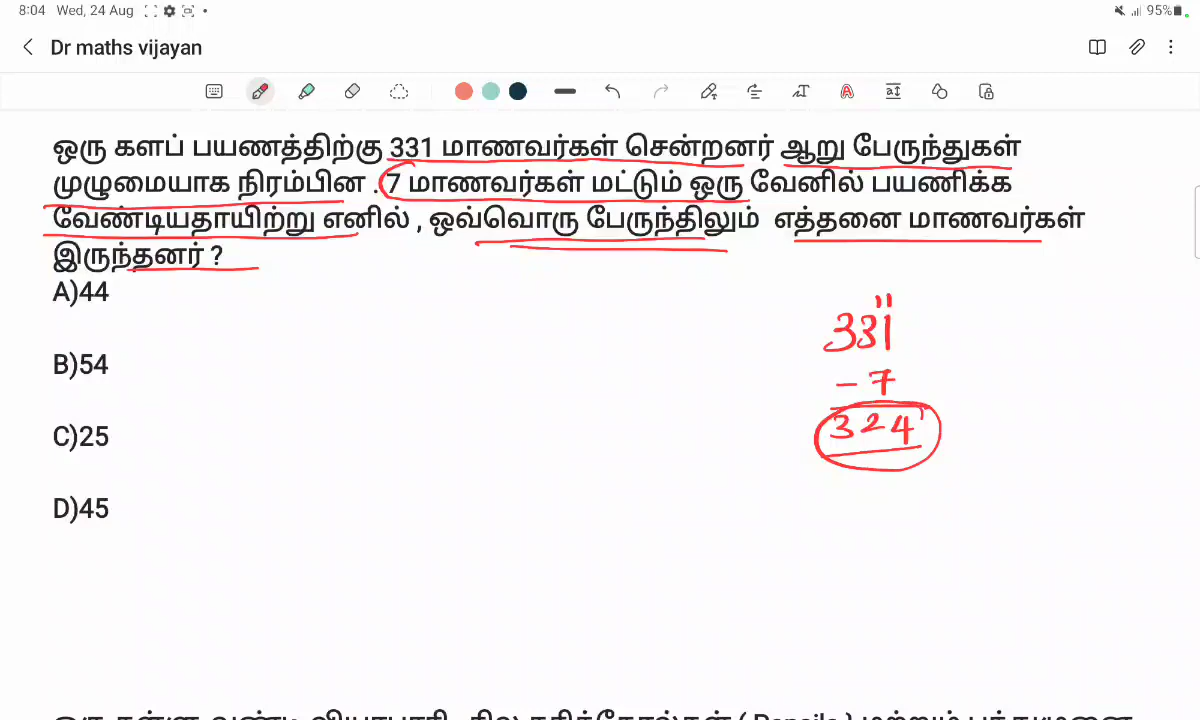 8:04 Wed, 24 Aug
95%
Dr maths vijayan
ஒரு களப் பயணத்திற்கு 331 மாணவர்கள் சென்றனர் ஆறு பேருந்துகள்
முழுமையாக நிரம்பின . 7 மாணவர்கள் மட்டும் ஒரு வேனில் பயணிக்க
வேண்டியதாயிற்று எனில் , ஒவ்வொரு பேருந்திலும் எத்தனை மாணவர்கள்
இருந்தனர் ?
A)44
B)54
C)25
D)45
11
331
- 7
324